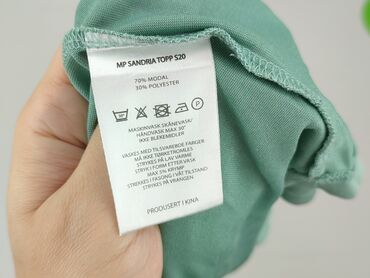 MP SANDRIA TOPP S20
70% MODAL
30% POLYESTER
MASKINVASK SKÅNEVASK/
HÅNDVASK MAX 30°
IKKE BLEKEMIDLER
VASKES MED TILSVARENDE FARGER
MÅ IKKE TØRKETROMLES
STRYKES PÅ LAV VARME
STREKES I FORM ETTER VASK
MAX 5% KRYMP
STREKKES I FASONG I VÅT TILSTAND
STRYKES PÅ VRANGEN
PRODUSERT I KINA